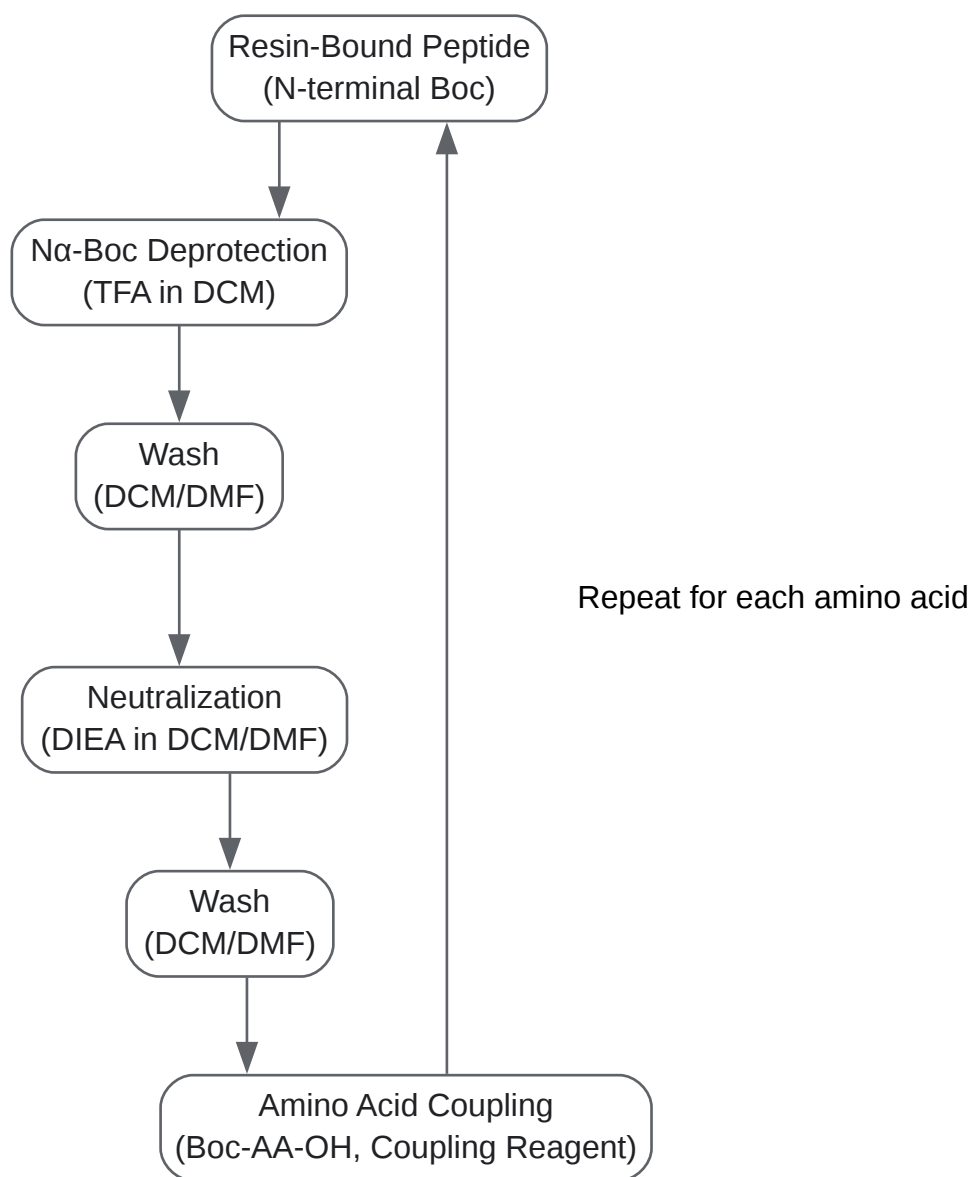 Resin-Bound Peptide
(N-terminal Boc)
Nα-Boc Deprotection
(TFA in DCM)
Wash
(DCM/DMF)
Repeat for each amino acid
Neutralization
(DIEA in DCM/DMF)
Wash
(DCM/DMF)
Amino Acid Coupling
(Boc-AA-OH, Coupling Reagent)